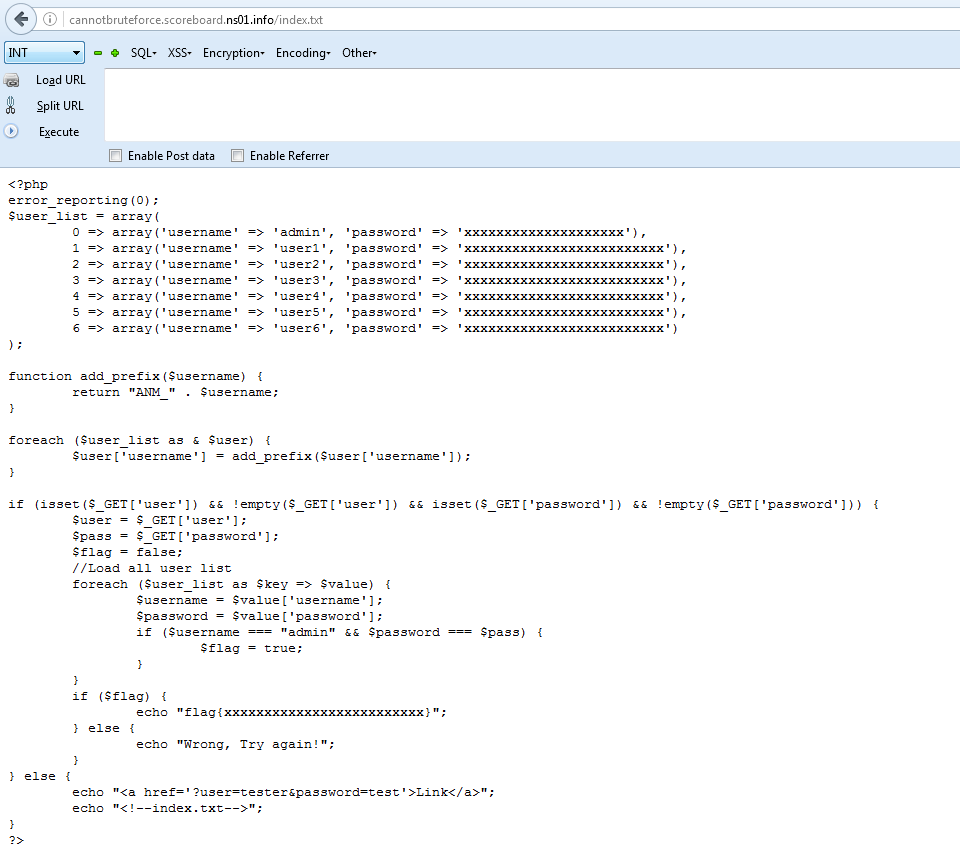 cannotbruteforce.scoreboard.ns01.info/index.txt
INT SQL XSS Encryption Encoding Other
Load URL
Split URL
Execute
Enable Post data Enable Referrer
<?php
error_reporting(0);
$user_list = array(
        0 => array('username' => 'admin', 'password' => 'xxxxxxxxxxxxxxxxxxxx'),
        1 => array('username' => 'user1', 'password' => 'xxxxxxxxxxxxxxxxxxxxxxxxx'),
        2 => array('username' => 'user2', 'password' => 'xxxxxxxxxxxxxxxxxxxxxxxxx'),
        3 => array('username' => 'user3', 'password' => 'xxxxxxxxxxxxxxxxxxxxxxxxx'),
        4 => array('username' => 'user4', 'password' => 'xxxxxxxxxxxxxxxxxxxxxxxxx'),
        5 => array('username' => 'user5', 'password' => 'xxxxxxxxxxxxxxxxxxxxxxxxx'),
        6 => array('username' => 'user6', 'password' => 'xxxxxxxxxxxxxxxxxxxxxxxxx')
);
function add_prefix($username) {
        return "ANM_" . $username;
}
foreach ($user_list as & $user) {
        $user['username'] = add_prefix($user['username']);
}
if (isset($_GET['user']) && !empty($_GET['user']) && isset($_GET['password']) && !empty($_GET['password'])) {
        $user = $_GET['user'];
        $pass = $_GET['password'];
        $flag = false;
        //Load all user list
        foreach ($user_list as $key => $value) {
                $username = $value['username'];
                $password = $value['password'];
                if ($username === "admin" && $password === $pass) {
                        $flag = true;
                }
        }
        if ($flag) {
                echo "flag{xxxxxxxxxxxxxxxxxxxxxxxxx}";
        } else {
                echo "Wrong, Try again!";
        }
} else {
        echo "<a href='?user=tester&password=test'>Link</a>";
        echo "<!--index.txt-->";
}
?>